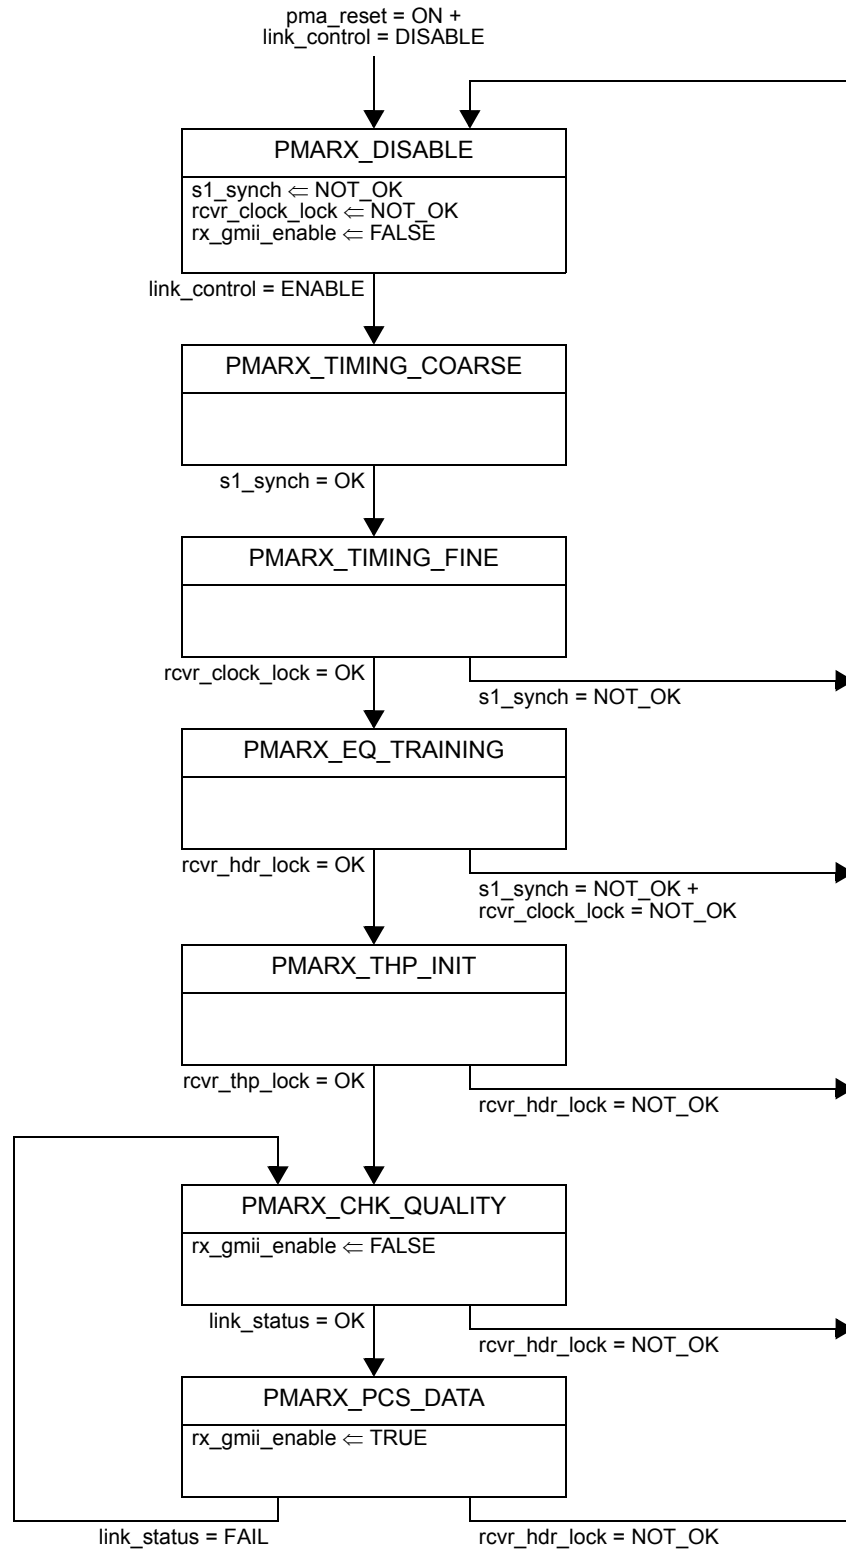 pma_reset = ON +
link_control = DISABLE
PMARX_DISABLE
s1_synch ⇐ NOT_OK
rcvr_clock_lock ⇐ NOT_OK
rx_gmii_enable ⇐ FALSE
link_control = ENABLE
PMARX_TIMING_COARSE
s1_synch = OK
PMARX_TIMING_FINE
rcvr_clock_lock = OK
s1_synch = NOT_OK
PMARX_EQ_TRAINING
rcvr_hdr_lock = OK
s1_synch = NOT_OK +
rcvr_clock_lock = NOT_OK
PMARX_THP_INIT
rcvr_thp_lock = OK
rcvr_hdr_lock = NOT_OK
PMARX_CHK_QUALITY
rx_gmii_enable ⇐ FALSE
link_status = OK
rcvr_hdr_lock = NOT_OK
PMARX_PCS_DATA
rx_gmii_enable ⇐ TRUE
link_status = FAIL
rcvr_hdr_lock = NOT_OK